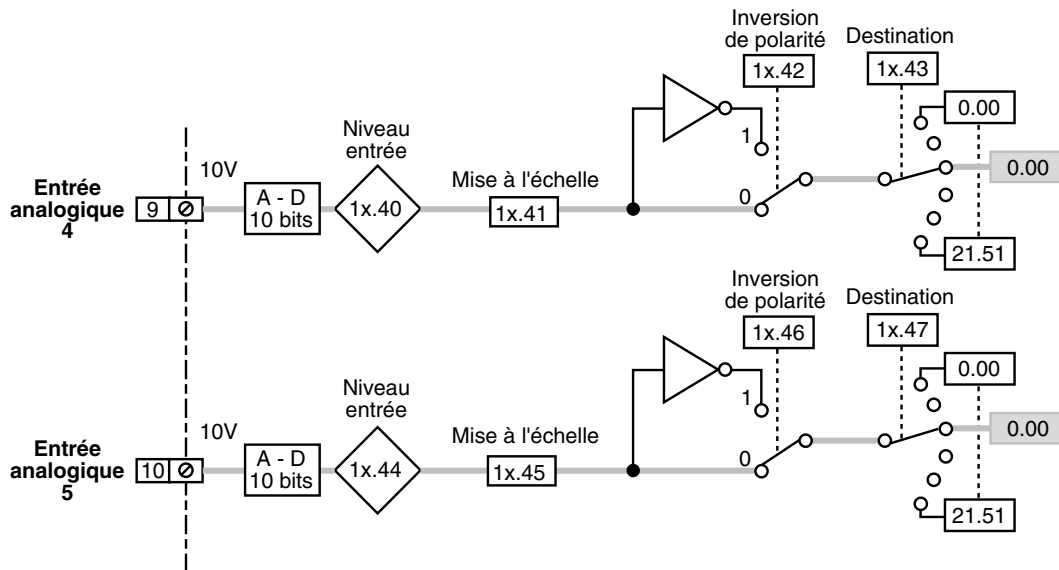 Inversion
de polarité
Destination
1x.42
1x.43
0.00
Niveau
entrée
10V
1
Entrée
analogique
4
9
A - D
10 bits
1x.40
Mise à l'échelle
1x.41
0
0.00
21.51
Inversion
de polarité
Destination
1x.46
1x.47
0.00
Niveau
entrée
10V
1
Entrée
analogique
5
10
A - D
10 bits
1x.44
Mise à l'échelle
1x.45
0
0.00
21.51